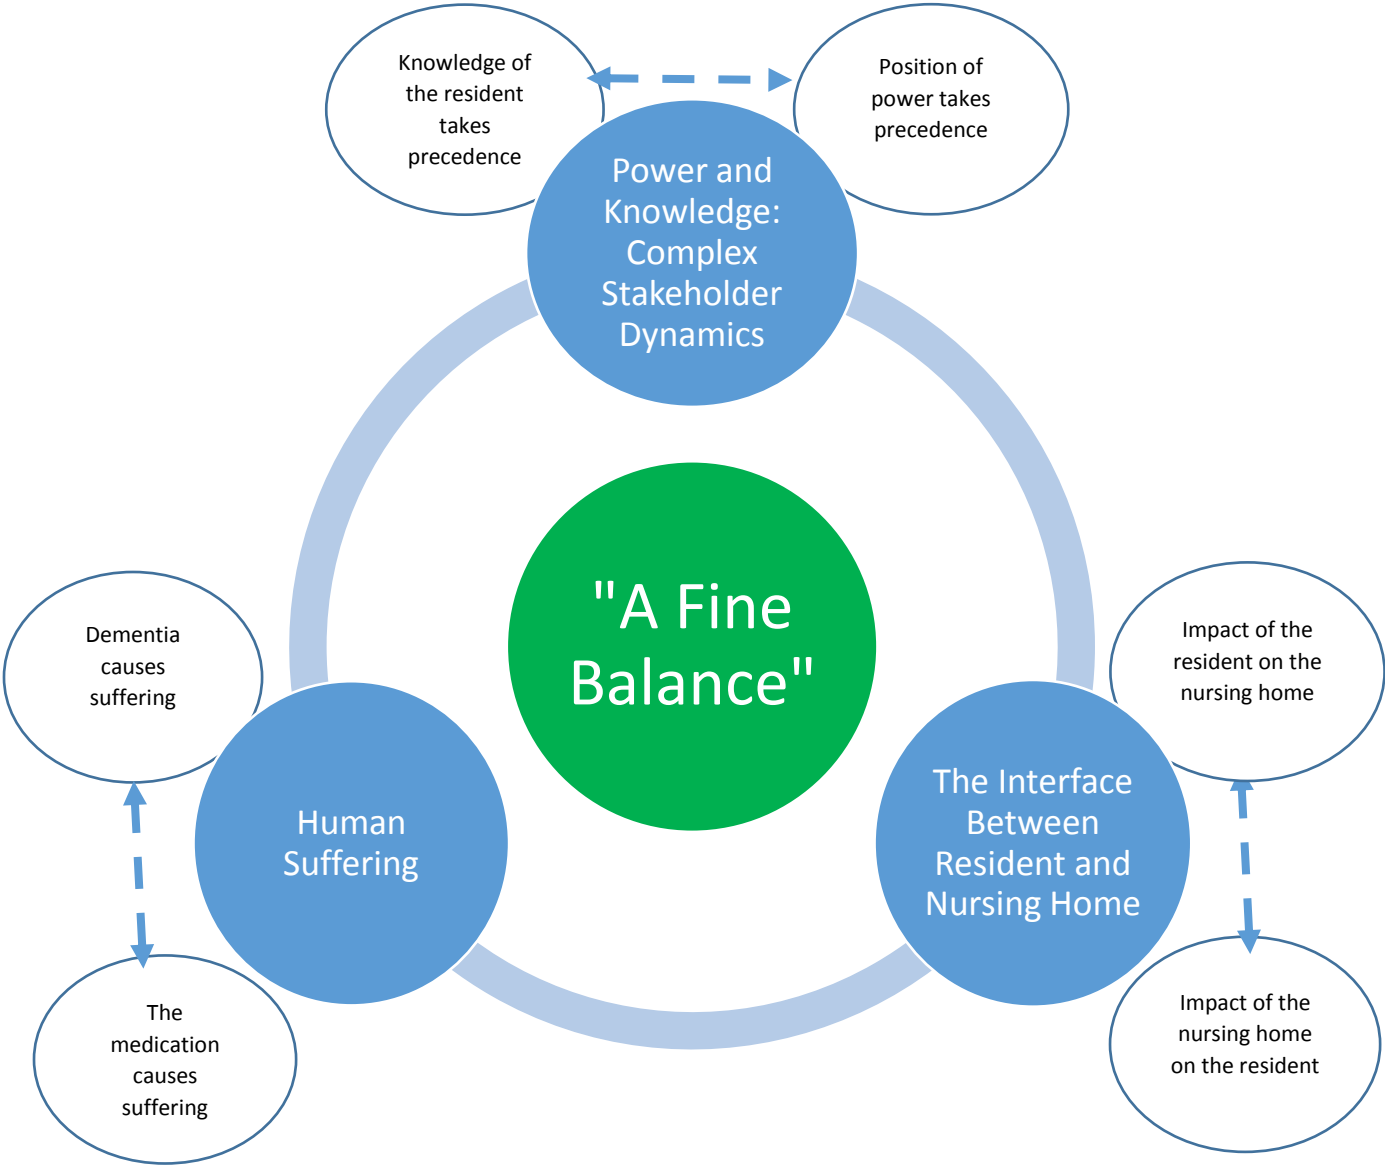 Knowledge of
the resident
takes
precedence
Position of
power takes
precedence
Power and
Knowledge:
Complex
Stakeholder
Dynamics
"A Fine
Balance"
Dementia
causes
suffering
Human
Suffering
The
medication
causes
suffering
Impact of the
resident on the
nursing home
The Interface
Between
Resident and
Nursing Home
Impact of the
nursing home
on the resident